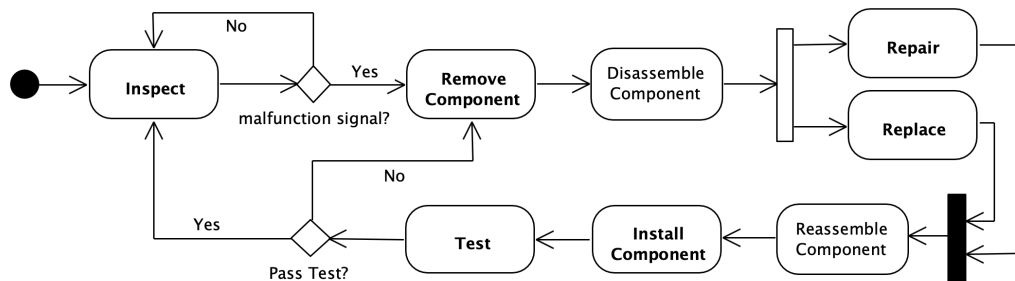 No
Inspect
Yes
malfunction signal?
Remove
Component
Disassemble
Component
Repair
Replace
No
Yes
Pass Test?
Test
Install
Component
Reassemble
Component